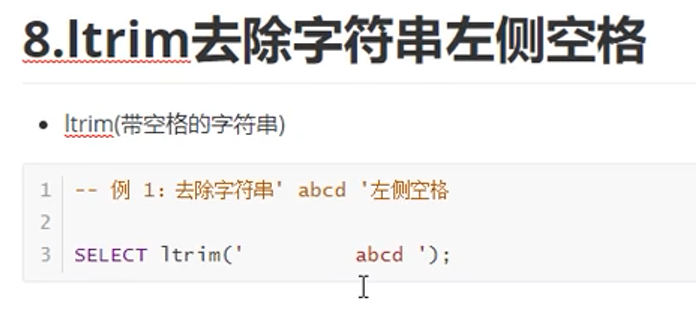 8.ltrim去除字符串左侧空格
• ltrim(带空格的字符串)
1 -- 例 1：去除字符串' abcd '左侧空格
2
3 SELECT ltrim('        abcd ');